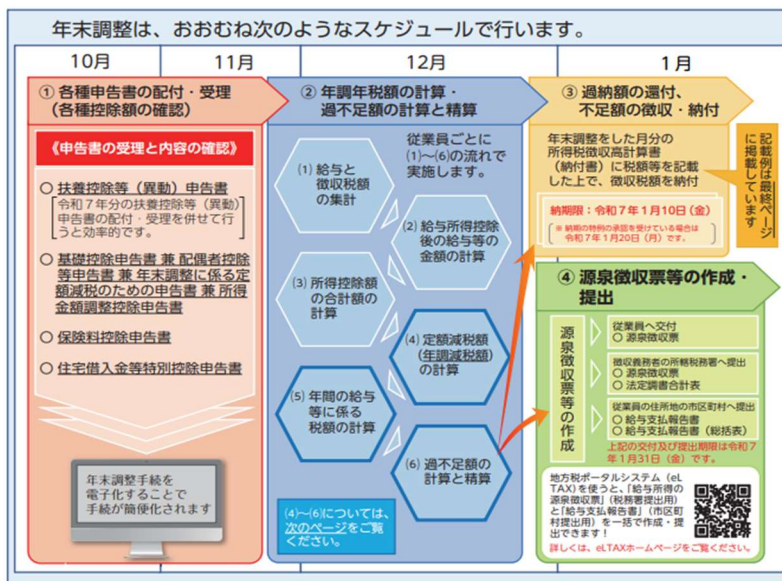 年末調整は、おおむね次のようなスケジュールで行います。
10月
11月
12月
1月
① 各種申告書の配付・受理
(各種控除額の確認)
《申告書の受理と内容の確認》
○ 扶養控除等（異動）申告書
令和７年分の扶養控除等（異動）
申告書の配付・受理を併せて行
うと効率的です。
○ 基礎控除申告書 兼 配偶者控除
等申告書 兼 年末調整に係る定
額減税のための申告書 兼 所得
金額調整控除申告書
○ 保険料控除申告書
○ 住宅借入金等特別控除申告書
年末調整手続を
電子化することで
手続が簡便化されます
② 年調年税額の計算・
過不足額の計算と精算
従業員ごとに
⑴～⑹の流れで
実施します。
⑴ 給与と
徴収税額
の集計
⑵ 給与所得控除
後の給与等の
金額の計算
⑶ 所得控除額
の合計額の
計算
⑷ 定額減税額
（年調減税額）
の計算
⑸ 年間の給与
等に係る
税額の計算
⑹ 過不足額の
計算と精算
⑷～⑹については、
次のページをご覧
ください。
③ 過納額の還付、
不足額の徴収・納付
年末調整をした月分の
所得税徴収高計算書
（納付書）に税額等を記載
した上で、徴収税額を納付
納期限：令和７年１月10日（金）
※ 納期の特例の承認を受けている場合は
令和７年１月20日（月）です。
記載例は最終ページ
に掲載しています
④ 源泉徴収票等の作成・
提出
源泉徴収票等の作成
従業員へ交付
○ 源泉徴収票
徴収義務者の所轄税務署へ提出
○ 源泉徴収票
○ 法定調書合計表
従業員の住所地の市区町村へ提出
○ 給与支払報告書
○ 給与支払報告書（総括表）
上記の交付及び提出期限は令和７
年１月31日（金）です。
地方税ポータルシステム（eL
TAX）を使うと、「給与所得の
源泉徴収票」（税務署提出用）
と「給与支払報告書」（市区町
村提出用）を一括で作成・提
出できます！
詳しくは、eLTAXホームページをご覧ください。